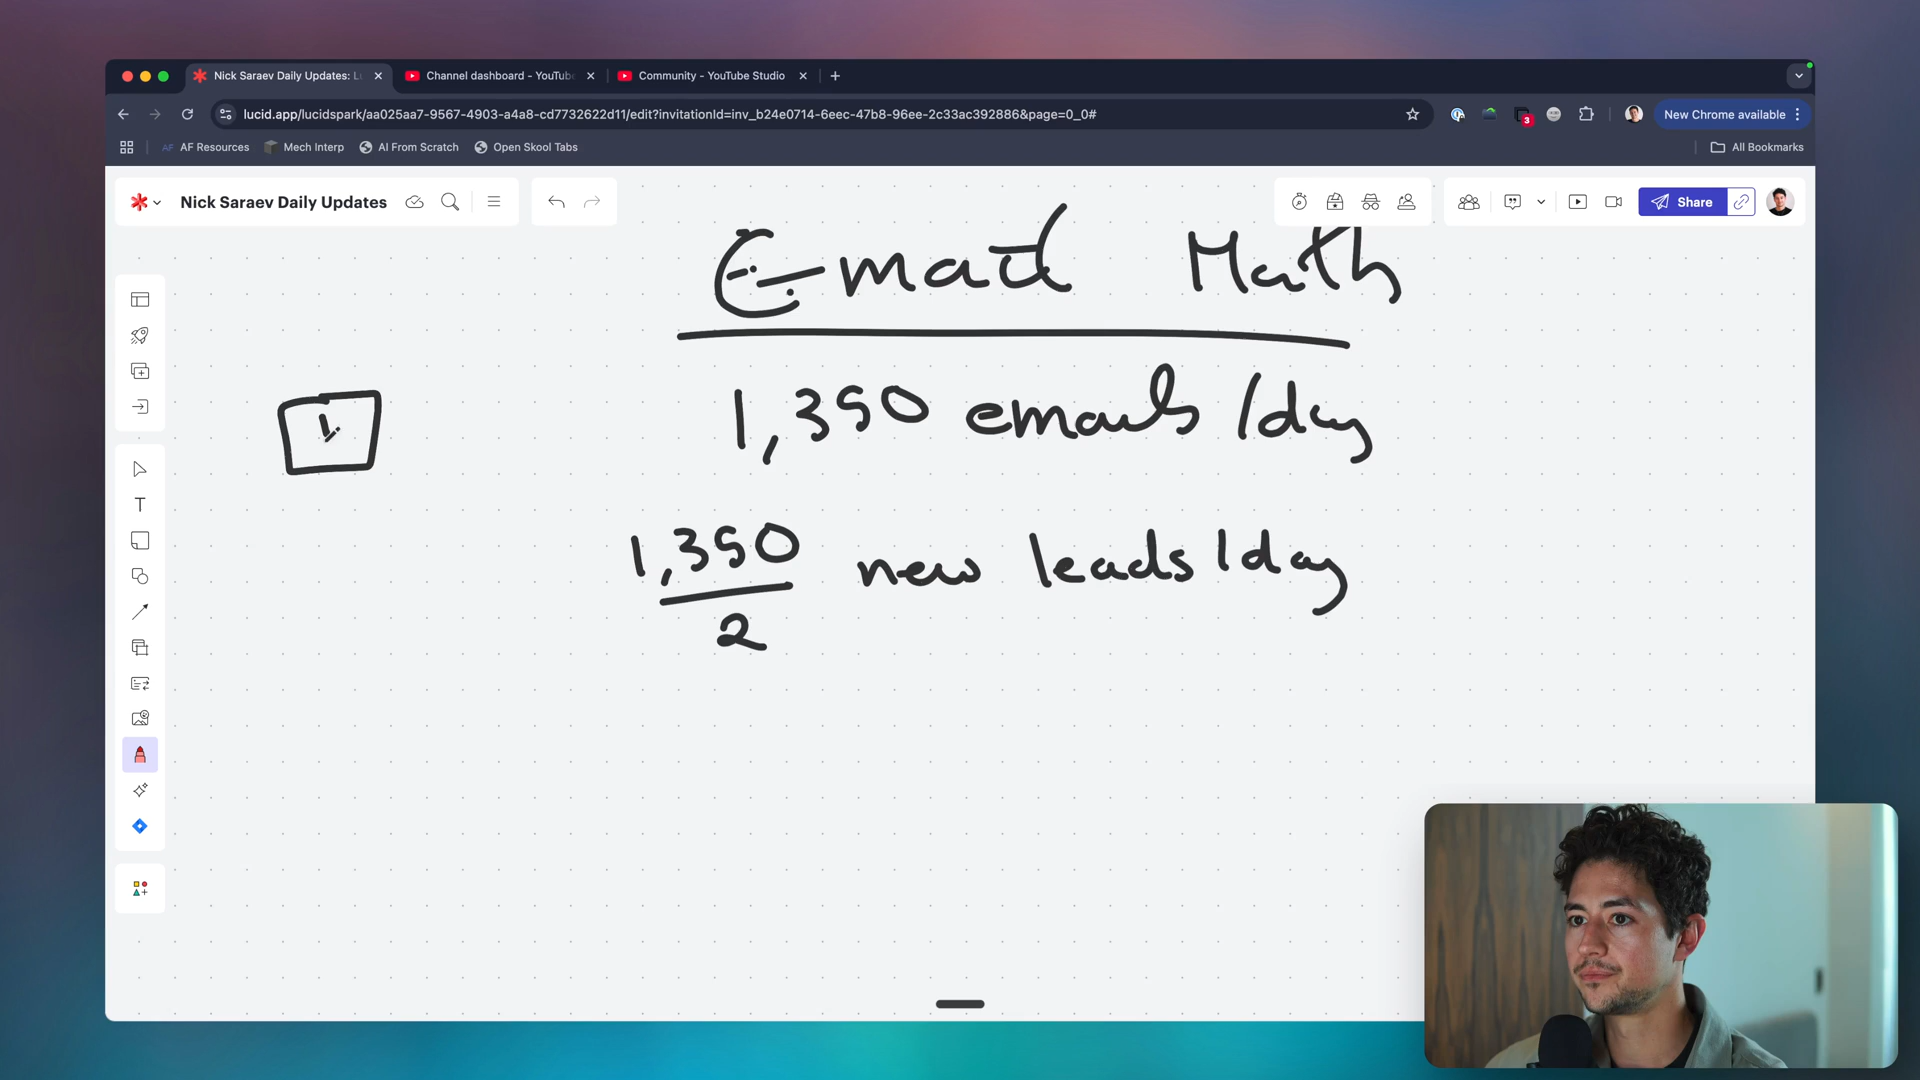 Nick Saraev Daily Updates: L
Channel dashboard - YouTube
Community - YouTube Studio
lucid.app/lucidspark/aa025aa7-9567-4903-a4a8-cd7732622d11/edit?invitationId=inv_b24e0714-6eec-47b8-96ee-2c33ac392886&page=0_0#
3
New Chrome available
AF AF Resources
Mech Interp
AI From Scratch
Open Skool Tabs
All Bookmarks
Nick Saraev Daily Updates
Share
T
E-mail Math
1,350 emails /day
1,350 new leads /day
2